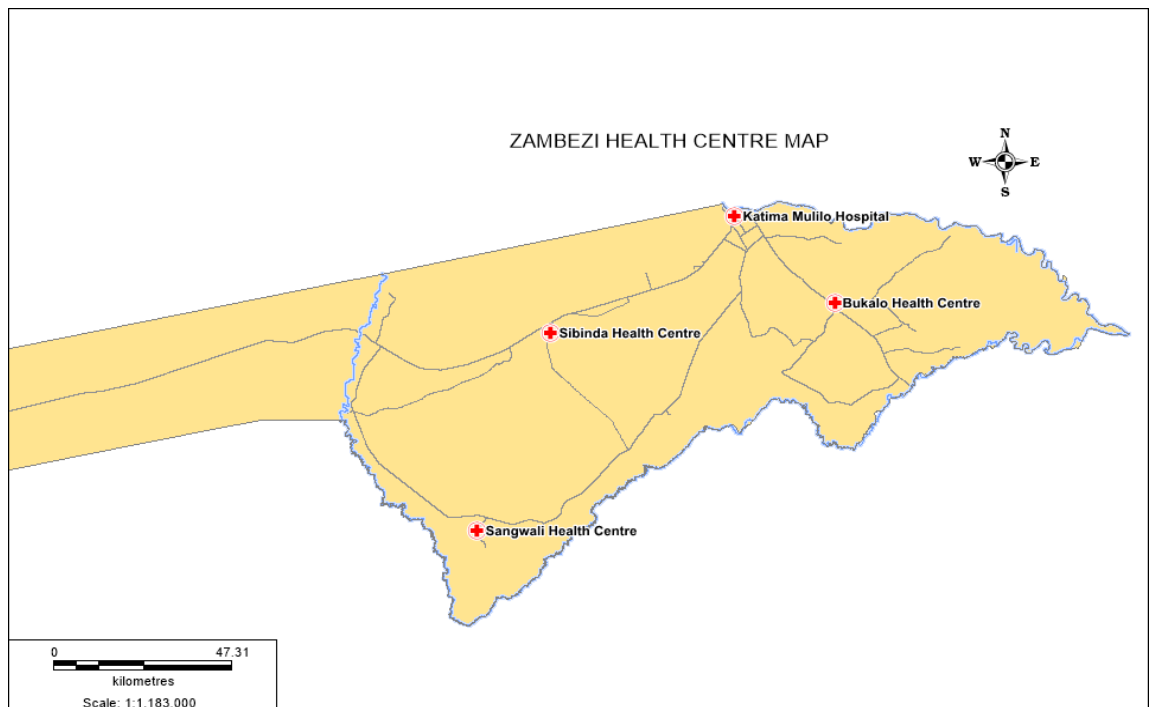 ZAMBEZI HEALTH CENTRE MAP
N
W E
S
Katima Mulilo Hospital
Bukalo Health Centre
Sibinda Health Centre
Sangwali Health Centre
0 47.31
kilometres
Scale: 1:1,183,000